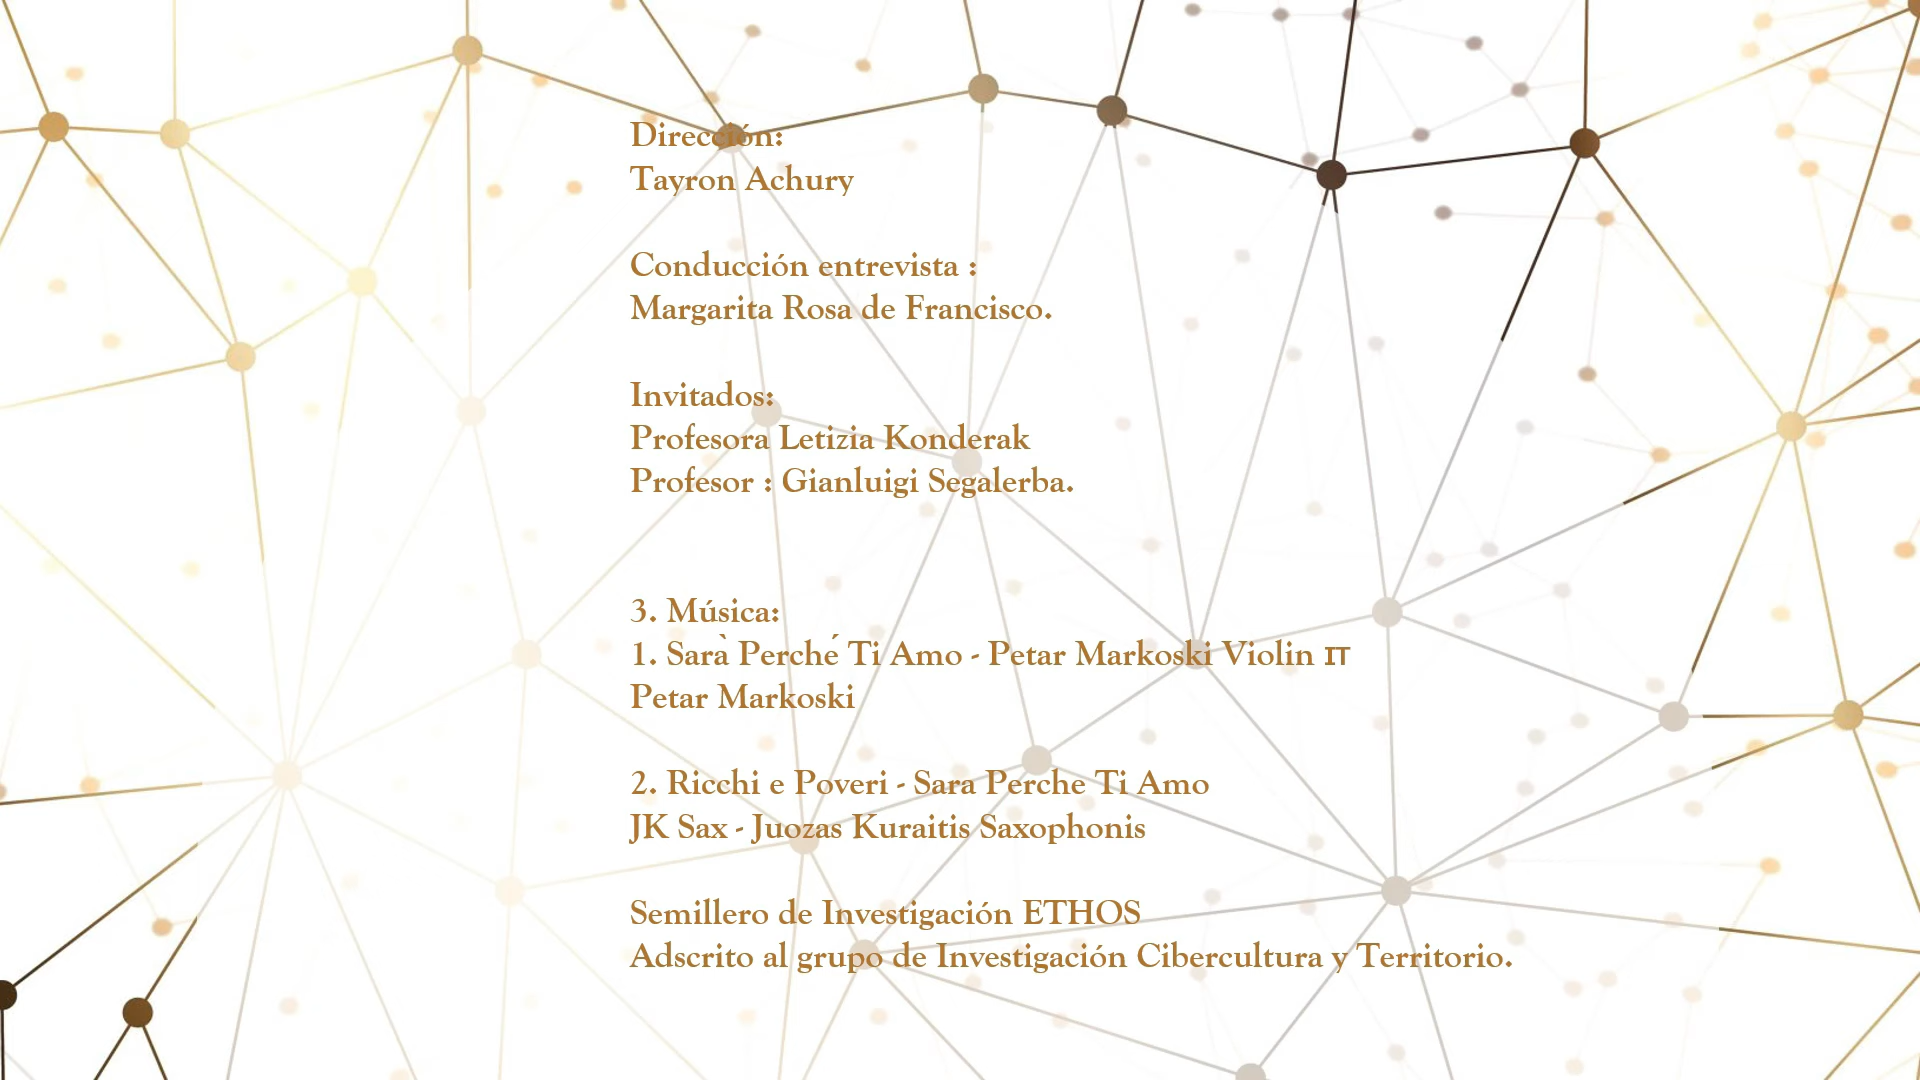 Dirección:
Tayron Achury
Conducción entrevista :
Margarita Rosa de Francisco.
Invitados:
Profesora Letizia Konderak
Profesor : Gianluigi Segalerba.
3. Música:
1. Sarà Perché Ti Amo - Petar Markoski Violin IT
Petar Markoski
2. Ricchi e Poveri - Sara Perche Ti Amo
JK Sax - Juozas Kuraitis Saxophonis
Semillero de Investigación ETHOS
Adscrito al grupo de Investigación Cibercultura y Territorio.